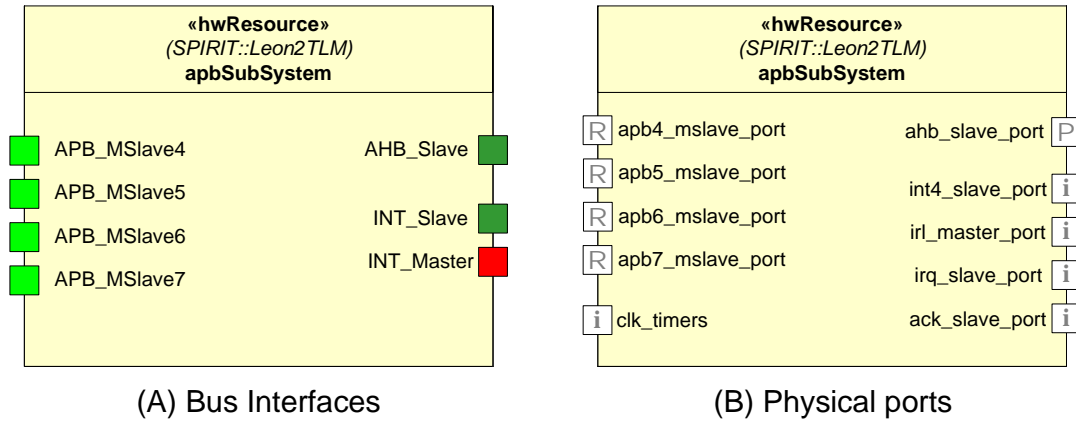 «hwResource»
(SPIRIT::Leon2TLM)
apbSubSystem
APB_MSlave4
APB_MSlave5
APB_MSlave6
APB_MSlave7
AHB_Slave
INT_Slave
INT_Master
(A) Bus Interfaces
«hwResource»
(SPIRIT::Leon2TLM)
apbSubSystem
R apb4_mslave_port
R apb5_mslave_port
R apb6_mslave_port
R apb7_mslave_port
i clk_timers
ahb_slave_port P
int4_slave_port i
irl_master_port i
irq_slave_port i
ack_slave_port i
(B) Physical ports